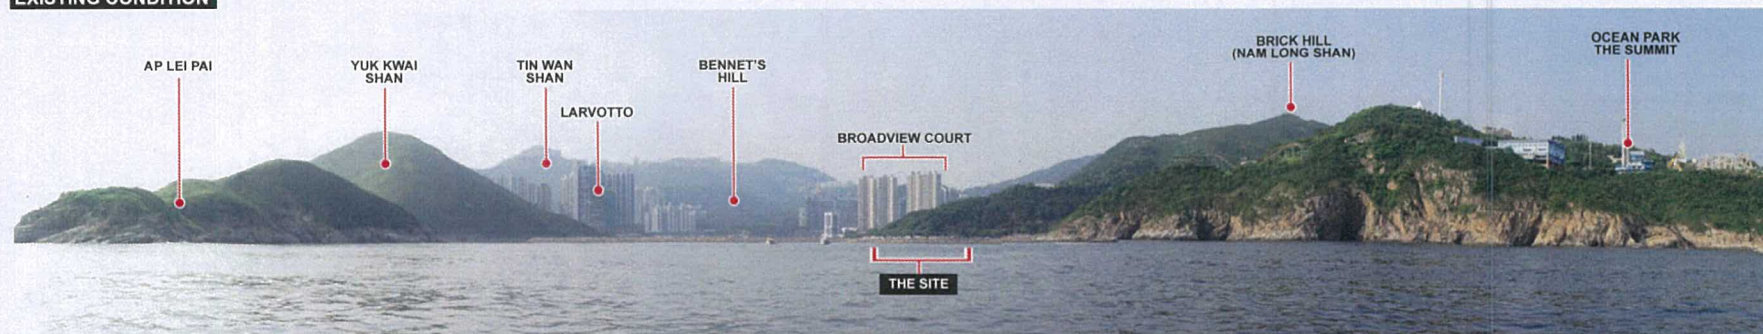 EXISTING CONDITION
AP LEI PAI
YUK KWAI
SHAN
TIN WAN
SHAN
LARVOTTO
BENNET'S
HILL
BROADVIEW COURT
BRICK HILL
(NAM LONG SHAN)
OCEAN PARK
THE SUMMIT
THE SITE